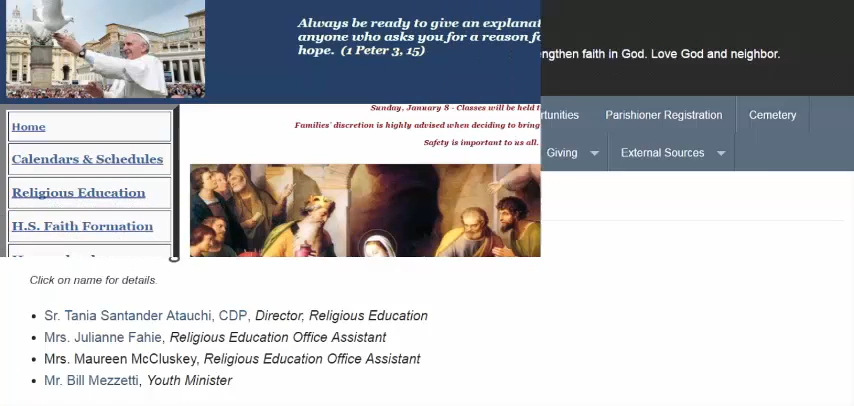 Always be ready to give an
anyone who asks you for a reason
hope. (1 Peter 3, 15)
faith in God. Love God and neighbor.
Parishioner Registration
Cemetery
Giving
External Sources
Sunday, January 8 - Classes will be held
Families' discretion is highly advised when deciding to bring
Safety is important to us all.
Home
Calendars & Schedules
Religious Education
H.S. Faith Formation
Click on name for details.
• Sr. Tania Santander Atauchi, CDP, Director, Religious Education
• Mrs. Julianne Fahie, Religious Education Office Assistant
• Mrs. Maureen McCluskey, Religious Education Office Assistant
• Mr. Bill Mezzetti, Youth Minister